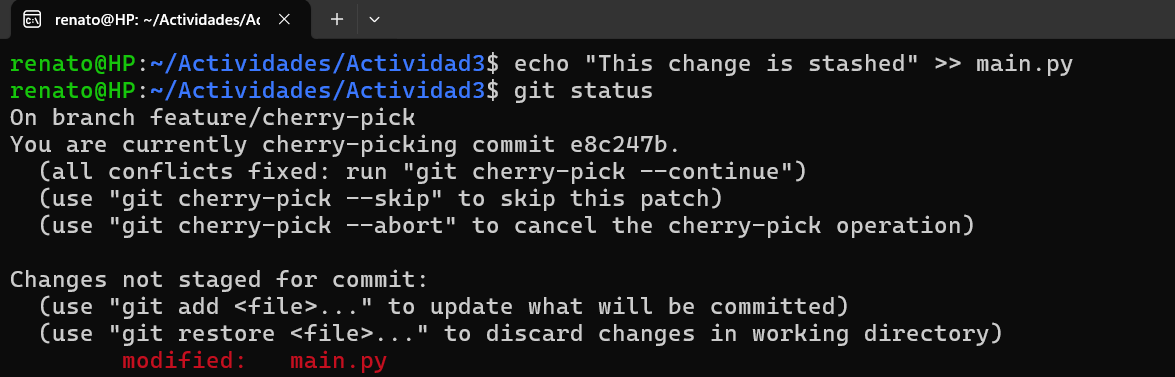 renato@HP: ~/Actividades/Ac
renato@HP:~/Actividades/Actividad3$ echo "This change is stashed" >> main.py
renato@HP:~/Actividades/Actividad3$ git status
On branch feature/cherry-pick
You are currently cherry-picking commit e8c247b.
  (all conflicts fixed: run "git cherry-pick --continue")
  (use "git cherry-pick --skip" to skip this patch)
  (use "git cherry-pick --abort" to cancel the cherry-pick operation)

Changes not staged for commit:
  (use "git add <file>..." to update what will be committed)
  (use "git restore <file>..." to discard changes in working directory)
        modified:   main.py